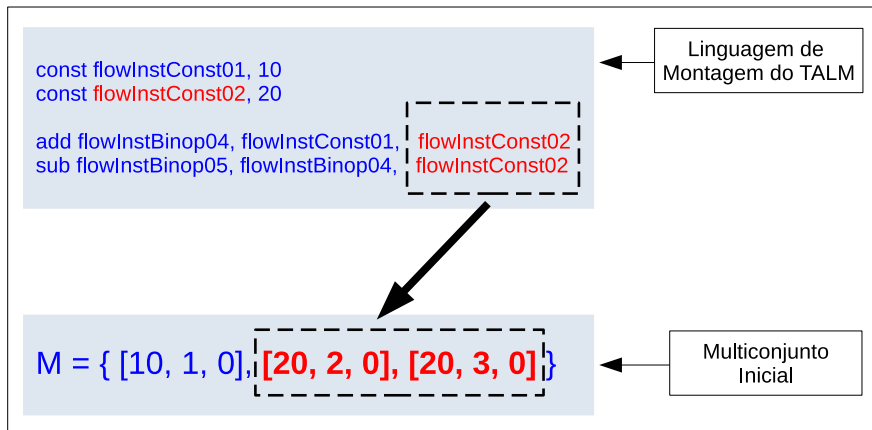 const flowInstConst01, 10
const flowInstConst02, 20
add flowInstBinop04, flowInstConst01, flowInstConst02
sub flowInstBinop05, flowInstBinop04, flowInstConst02
Linguagem de
Montagem do TALM
M = { [10, 1, 0], [20, 2, 0], [20, 3, 0] }
Multiconjunto
Inicial